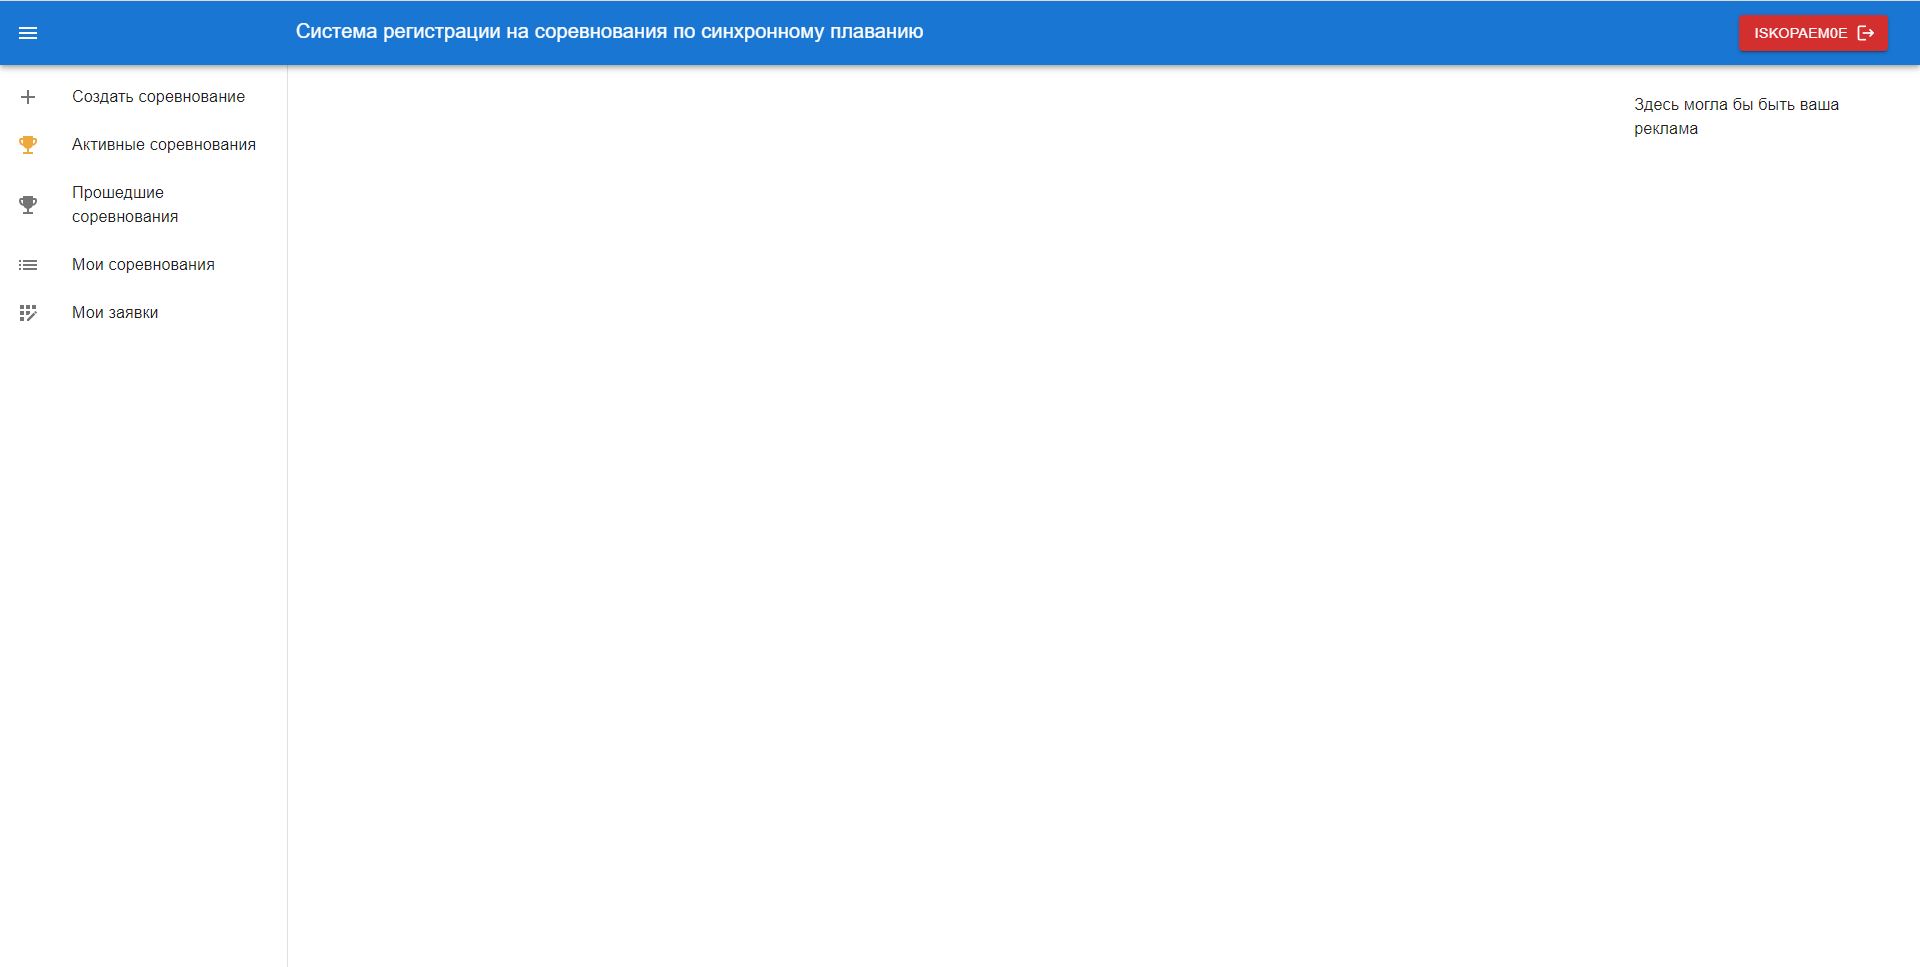 Система регистрации на соревнования по синхронному плаванию
ISKOPAEM0E
Создать соревнование
Активные соревнования
Прошедшие
соревнования
Мои соревнования
Мои заявки
Здесь могла бы быть ваша
реклама